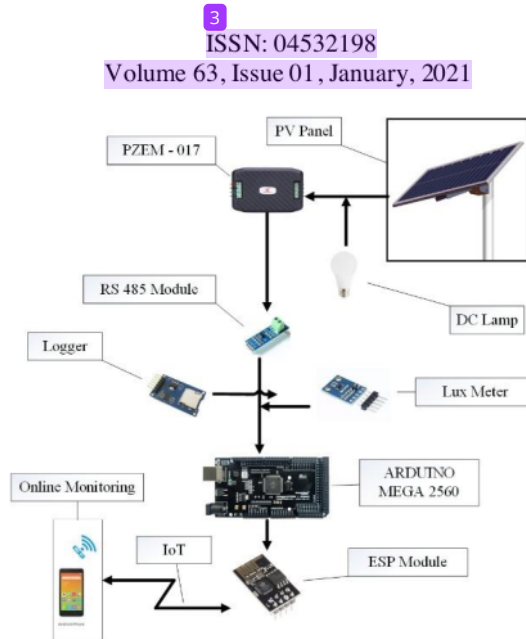 3
ISSN: 04532198
Volume 63, Issue 01, January, 2021
PV Panel
PZEM - 017
RS 485 Module
DC Lamp
Logger
Lux Meter
ARDUINO
MEGA 2560
Online Monitoring
IoT
ESP Module